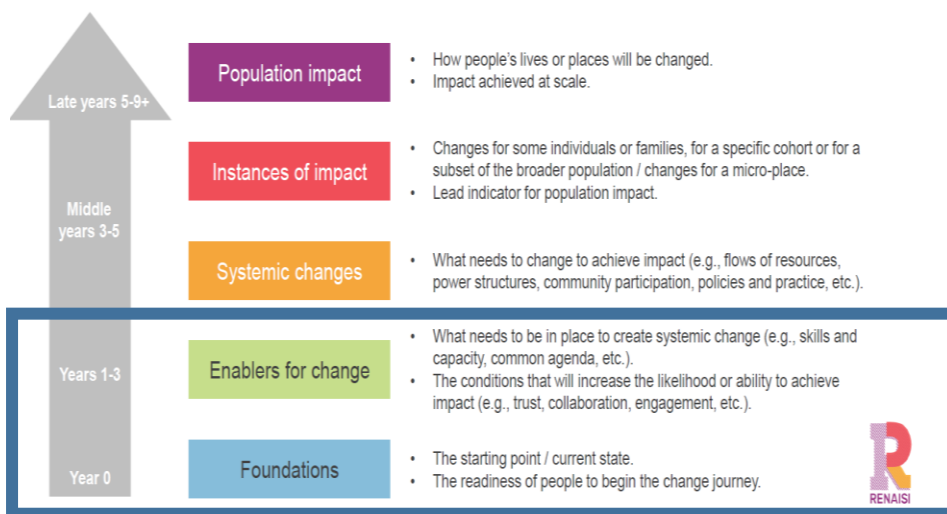 Population impact
• How people's lives or places will be changed.
• Impact achieved at scale.
Late years 5-9+
Instances of impact
• Changes for some individuals or families, for a specific cohort or for a
subset of the broader population / changes for a micro-place.
• Lead indicator for population impact.
Middle
years 3-5
Systemic changes
• What needs to change to achieve impact (e.g., flows of resources,
power structures, community participation, policies and practice, etc.).
Years 1-3
Enablers for change
• What needs to be in place to create systemic change (e.g., skills and
capacity, common agenda, etc.).
• The conditions that will increase the likelihood or ability to achieve
impact (e.g., trust, collaboration, engagement, etc.).
Year 0
Foundations
• The starting point / current state.
• The readiness of people to begin the change journey.
R
RENAISI